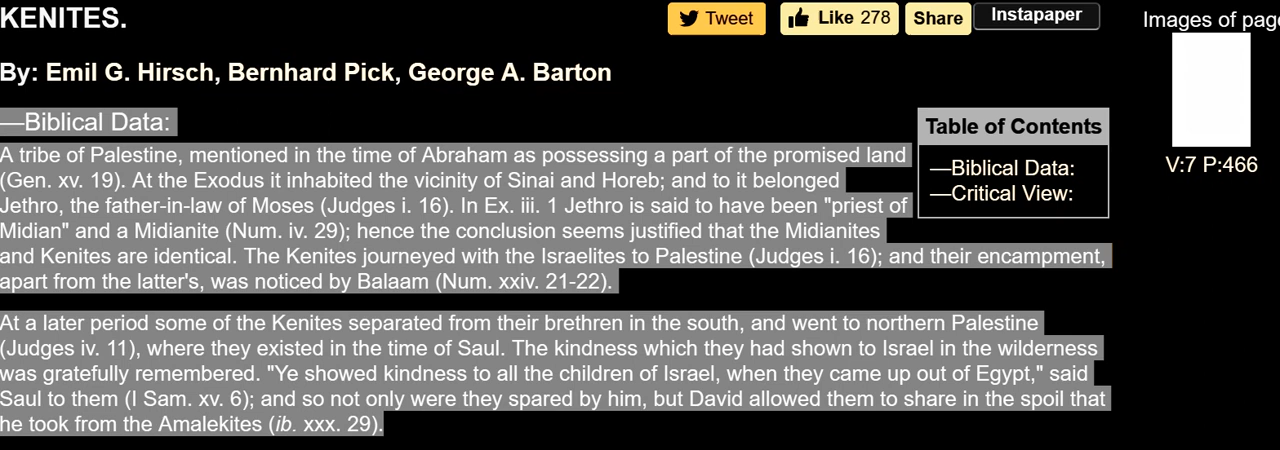 KENITES.
Tweet
Like 278
Share
Instapaper
Images of pag
By: Emil G. Hirsch, Bernhard Pick, George A. Barton
V:7 P:466
Table of Contents
—Biblical Data:
—Critical View:
—Biblical Data:
A tribe of Palestine, mentioned in the time of Abraham as possessing a part of the promised land
(Gen. xv. 19). At the Exodus it inhabited the vicinity of Sinai and Horeb; and to it belonged
Jethro, the father-in-law of Moses (Judges i. 16). In Ex. iii. 1 Jethro is said to have been "priest of
Midian" and a Midianite (Num. iv. 29); hence the conclusion seems justified that the Midianites
and Kenites are identical. The Kenites journeyed with the Israelites to Palestine (Judges i. 16); and their encampment,
apart from the latter's, was noticed by Balaam (Num. xxiv. 21-22).
At a later period some of the Kenites separated from their brethren in the south, and went to northern Palestine
(Judges iv. 11), where they existed in the time of Saul. The kindness which they had shown to Israel in the wilderness
was gratefully remembered. "Ye showed kindness to all the children of Israel, when they came up out of Egypt," said
Saul to them (I Sam. xv. 6); and so not only were they spared by him, but David allowed them to share in the spoil that
he took from the Amalekites (ib. xxx. 29).